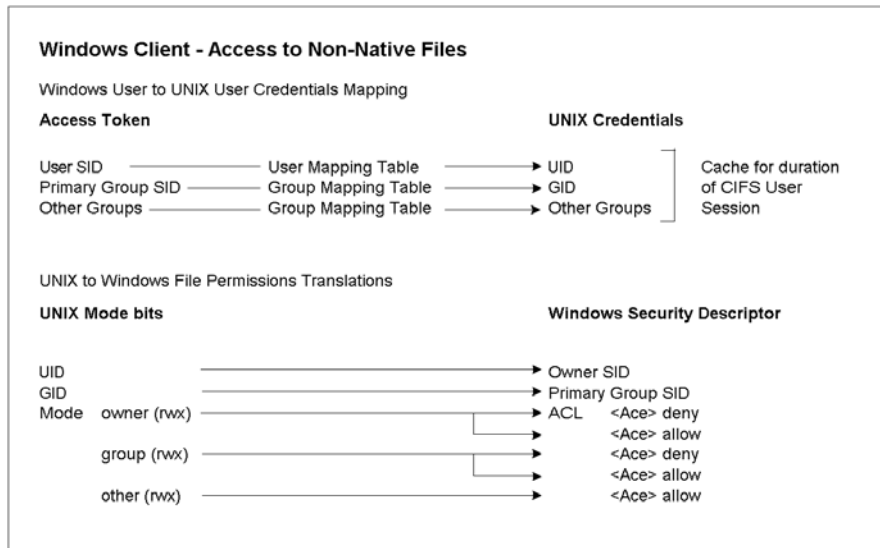 Windows Client - Access to Non-Native Files
Windows User to UNIX User Credentials Mapping
Access Token UNIX Credentials
User SID User Mapping Table UID Cache for duration
Primary Group SID Group Mapping Table GID of CIFS User
Other Groups Group Mapping Table Other Groups Session
UNIX to Windows File Permissions Translations
UNIX Mode bits Windows Security Descriptor
UID Owner SID
GID Primary Group SID
Mode owner (rwx) ACL <Ace> deny
<Ace> allow
group (rwx) <Ace> deny
<Ace> allow
other (rwx) <Ace> allow